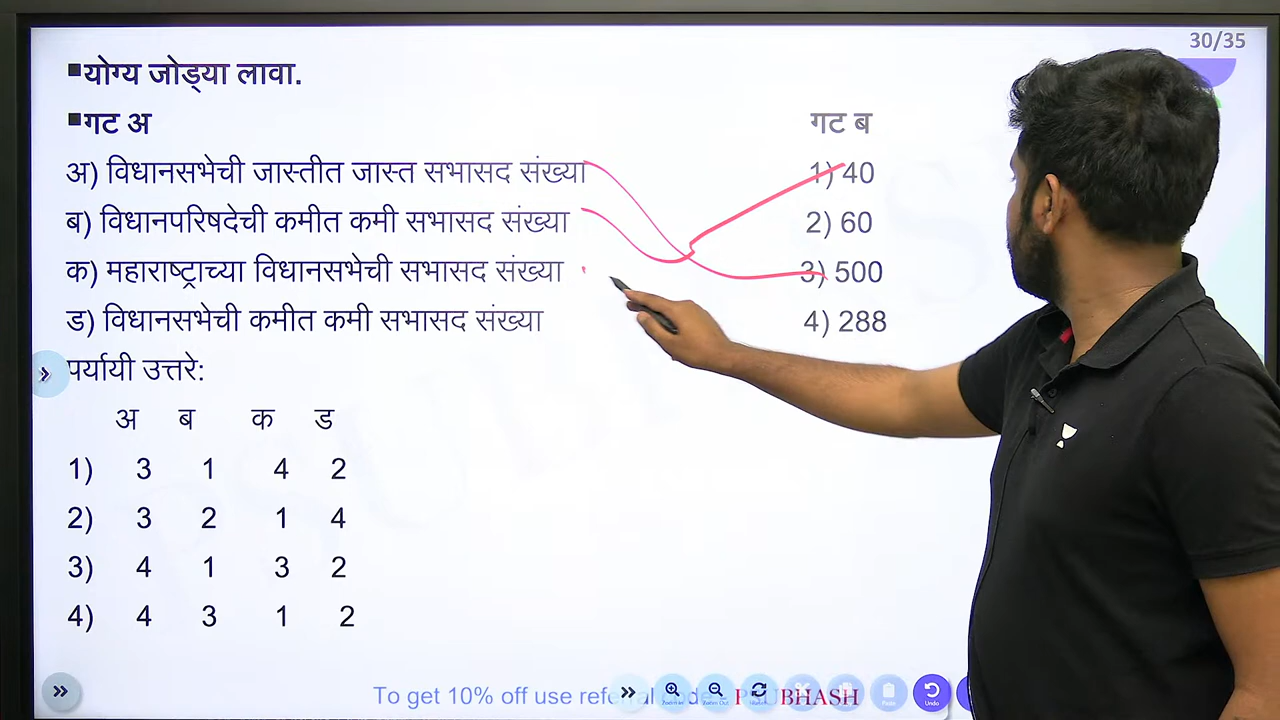 30/35
▪योग्य जोड्या लावा.
▪गट अ गट ब
अ) विधानसभेची जास्तीत जास्त सभासद संख्या 1) 40
ब) विधानपरिषदेची कमीत कमी सभासद संख्या 2) 60
क) महाराष्ट्राच्या विधानसभेची सभासद संख्या 3) 500
ड) विधानसभेची कमीत कमी सभासद संख्या 4) 288
पर्यायी उत्तरे:
अ ब क ड
1) 3 1 4 2
2) 3 2 1 4
3) 4 1 3 2
4) 4 3 1 2
To get 10% off use referral
Undo